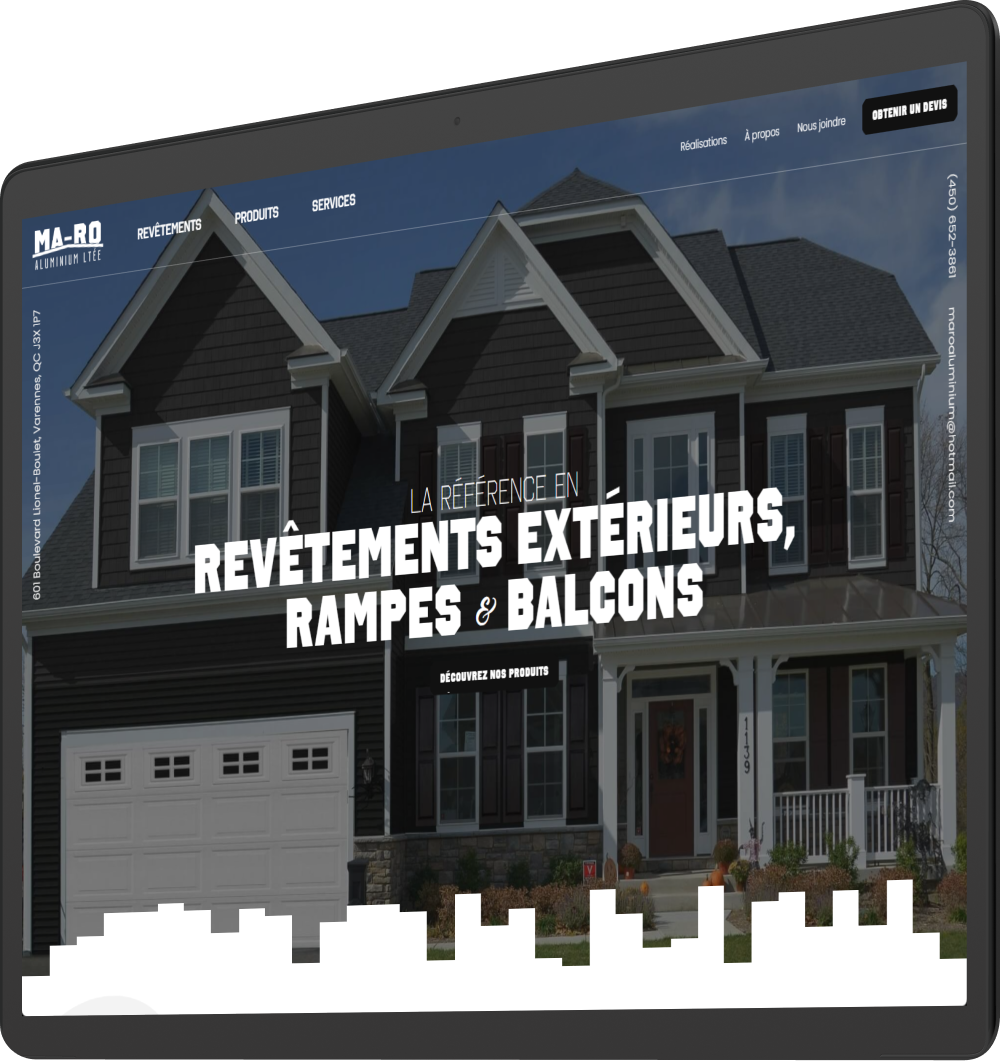 MA-RO
ALUMINIUM LTÉE
REVÊTEMENTS
PRODUITS
SERVICES
Réalisations
À propos
Nous joindre
OBTENIR UN DEVIS
601 Boulevard Lionel-Boulet, Varennes, QC J3X 1P7
(450) 652-3861
maroaluminium@hotmail.com
LA RÉFÉRENCE EN
REVÊTEMENTS EXTÉRIEURS,
RAMPES & BALCONS
DÉCOUVREZ NOS PRODUITS
1139